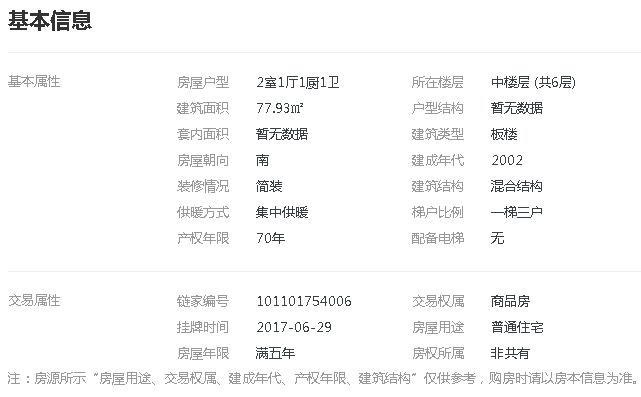 基本信息
基本属性 房屋户型 2室1厅1厨1卫 所在楼层 中楼层 (共6层)
建筑面积 77.93㎡ 户型结构 暂无数据
套内面积 暂无数据 建筑类型 板楼
房屋朝向 南 建成年代 2002
装修情况 简装 建筑结构 混合结构
供暖方式 集中供暖 梯户比例 一梯三户
产权年限 70年 配备电梯 无
交易属性 链家编号 101101754006 交易权属 商品房
挂牌时间 2017-06-29 房屋用途 普通住宅
房屋年限 满五年 房权所属 非共有
注：房源所示“房屋用途、交易权属、建成年代、产权年限、建筑结构”仅供参考，购房时请以房本信息为准。